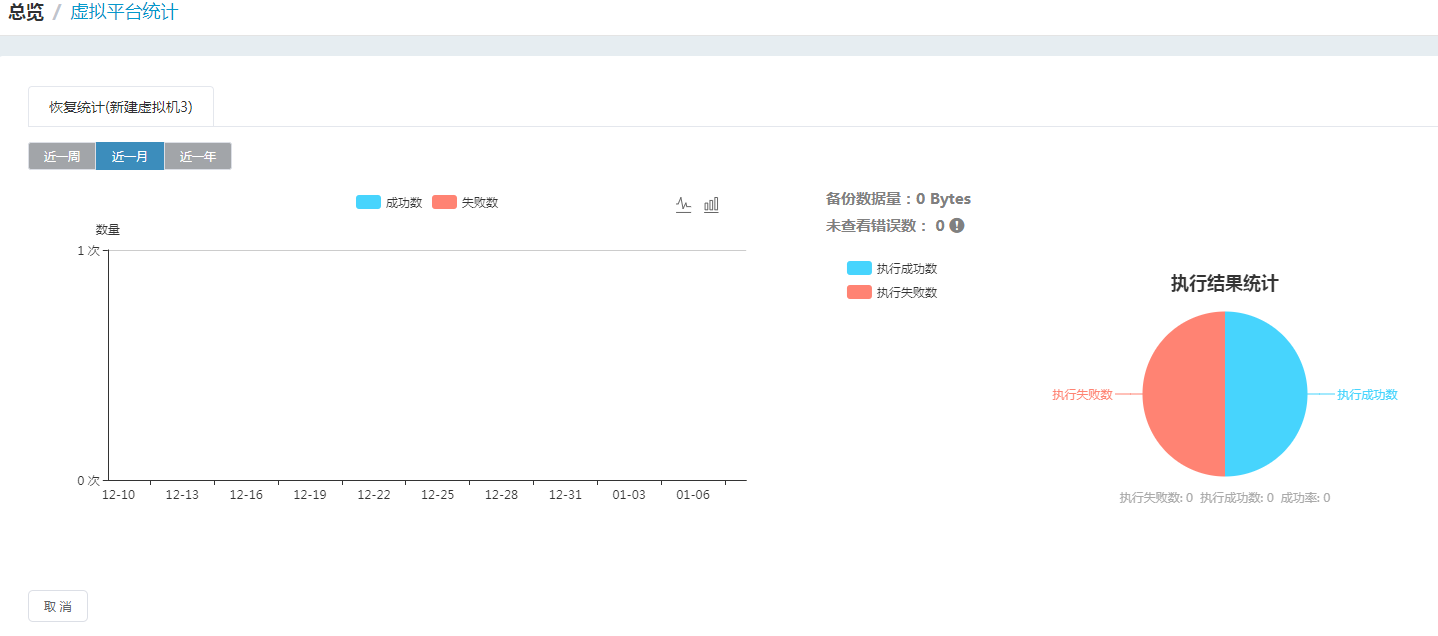 总览 / 虚拟平台统计
恢复统计(新建虚拟机3)
近一周 近一月 近一年
成功数 失败数
数量
1 次
0 次
12-10 12-13 12-16 12-19 12-22 12-25 12-28 12-31 01-03 01-06
备份数据量：0 Bytes
未查看错误数： 0
执行成功数
执行失败数
执行结果统计
执行失败数 执行成功数
执行失败数: 0 执行成功数: 0 成功率: 0
取 消